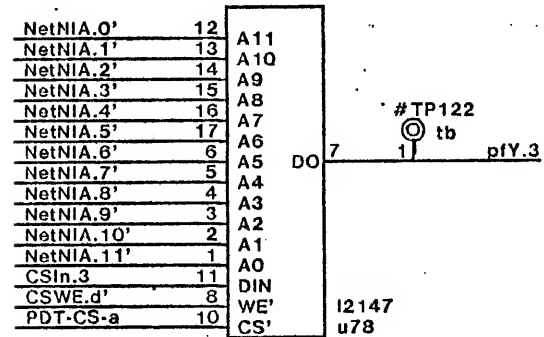 NetNIA.0' 12 A11
NetNIA.1' 13 A10
NetNIA.2' 14 A9
NetNIA.3' 15 A8
NetNIA.4' 16 A7
NetNIA.5' 17 A6
NetNIA.6' 6 A5 DO 7 1 pfY.3
NetNIA.7' 5 A4
NetNIA.8' 4 A3
NetNIA.9' 3 A2
NetNIA.10' 2 A1
NetNIA.11' 1 A0
CSIn.3 11 DIN
CSWE.d' 8 WE' I2147
PDT-CS-a 10 CS' u78
#TP122
tb